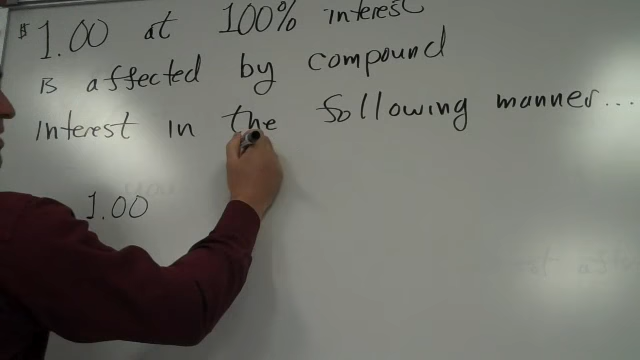 $1.00 at 100% interest
is affected by compound
interest in the following manner...
1.00